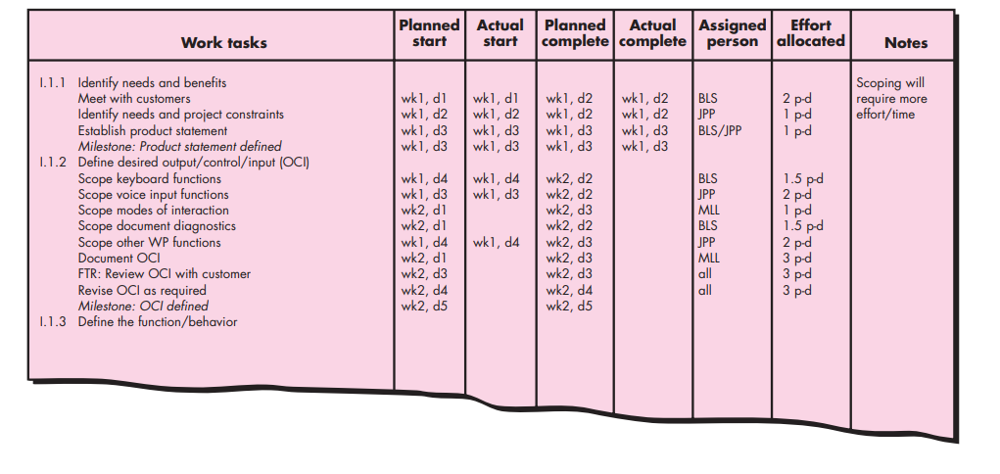 Work tasks Planned start Actual start Planned complete Actual complete Assigned person Effort allocated Notes
I.1.1 Identify needs and benefits Scoping will
Meet with customers wk1, d1 wk1, d1 wk1, d2 wk1, d2 BLS 2 p-d require more
Identify needs and project constraints wk1, d2 wk1, d2 wk1, d2 wk1, d2 JPP 1 p-d effort/time
Establish product statement wk1, d3 wk1, d3 wk1, d3 wk1, d3 BLS/JPP 1 p-d
Milestone: Product statement defined wk1, d3 wk1, d3 wk1, d3 wk1, d3
I.1.2 Define desired output/control/input (OCI)
Scope keyboard functions wk1, d4 wk1, d4 wk2, d2 BLS 1.5 p-d
Scope voice input functions wk1, d3 wk1, d3 wk2, d2 JPP 2 p-d
Scope modes of interaction wk2, d1 wk2, d3 MLL 1 p-d
Scope document diagnostics wk2, d1 wk2, d2 BLS 1.5 p-d
Scope other WP functions wk1, d4 wk1, d4 wk2, d3 JPP 2 p-d
Document OCI wk2, d1 wk2, d3 MLL 3 p-d
FTR: Review OCI with customer wk2, d3 wk2, d3 all 3 p-d
Revise OCI as required wk2, d4 wk2, d4 all 3 p-d
Milestone: OCI defined wk2, d5 wk2, d5
I.1.3 Define the function/behavior